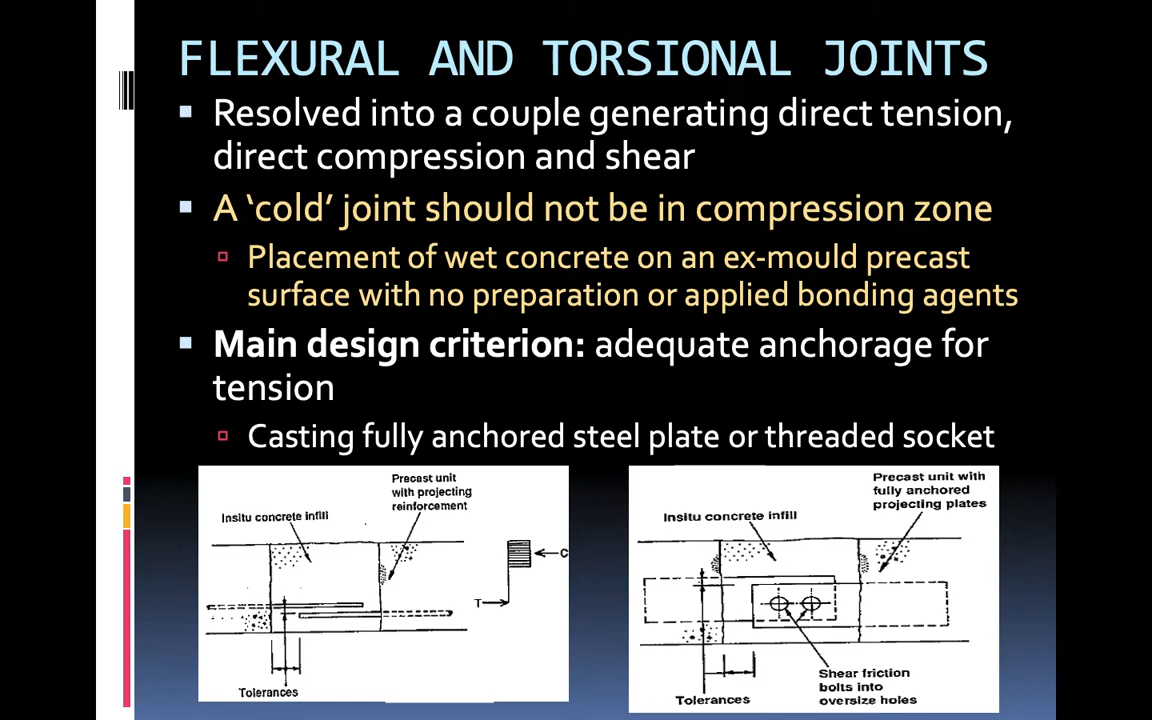 FLEXURAL AND TORSIONAL JOINTS
Resolved into a couple generating direct tension,
direct compression and shear
A ‘cold’ joint should not be in compression zone
Placement of wet concrete on an ex-mould precast
surface with no preparation or applied bonding agents
Main design criterion: adequate anchorage for
tension
Casting fully anchored steel plate or threaded socket
Precast unit
with projecting
reinforcement
Insitu concrete infill
C
T
Tolerances
Precast unit with
fully anchored
projecting plates
Insitu concrete infill
Shear friction
bolts into
oversize holes
Tolerances